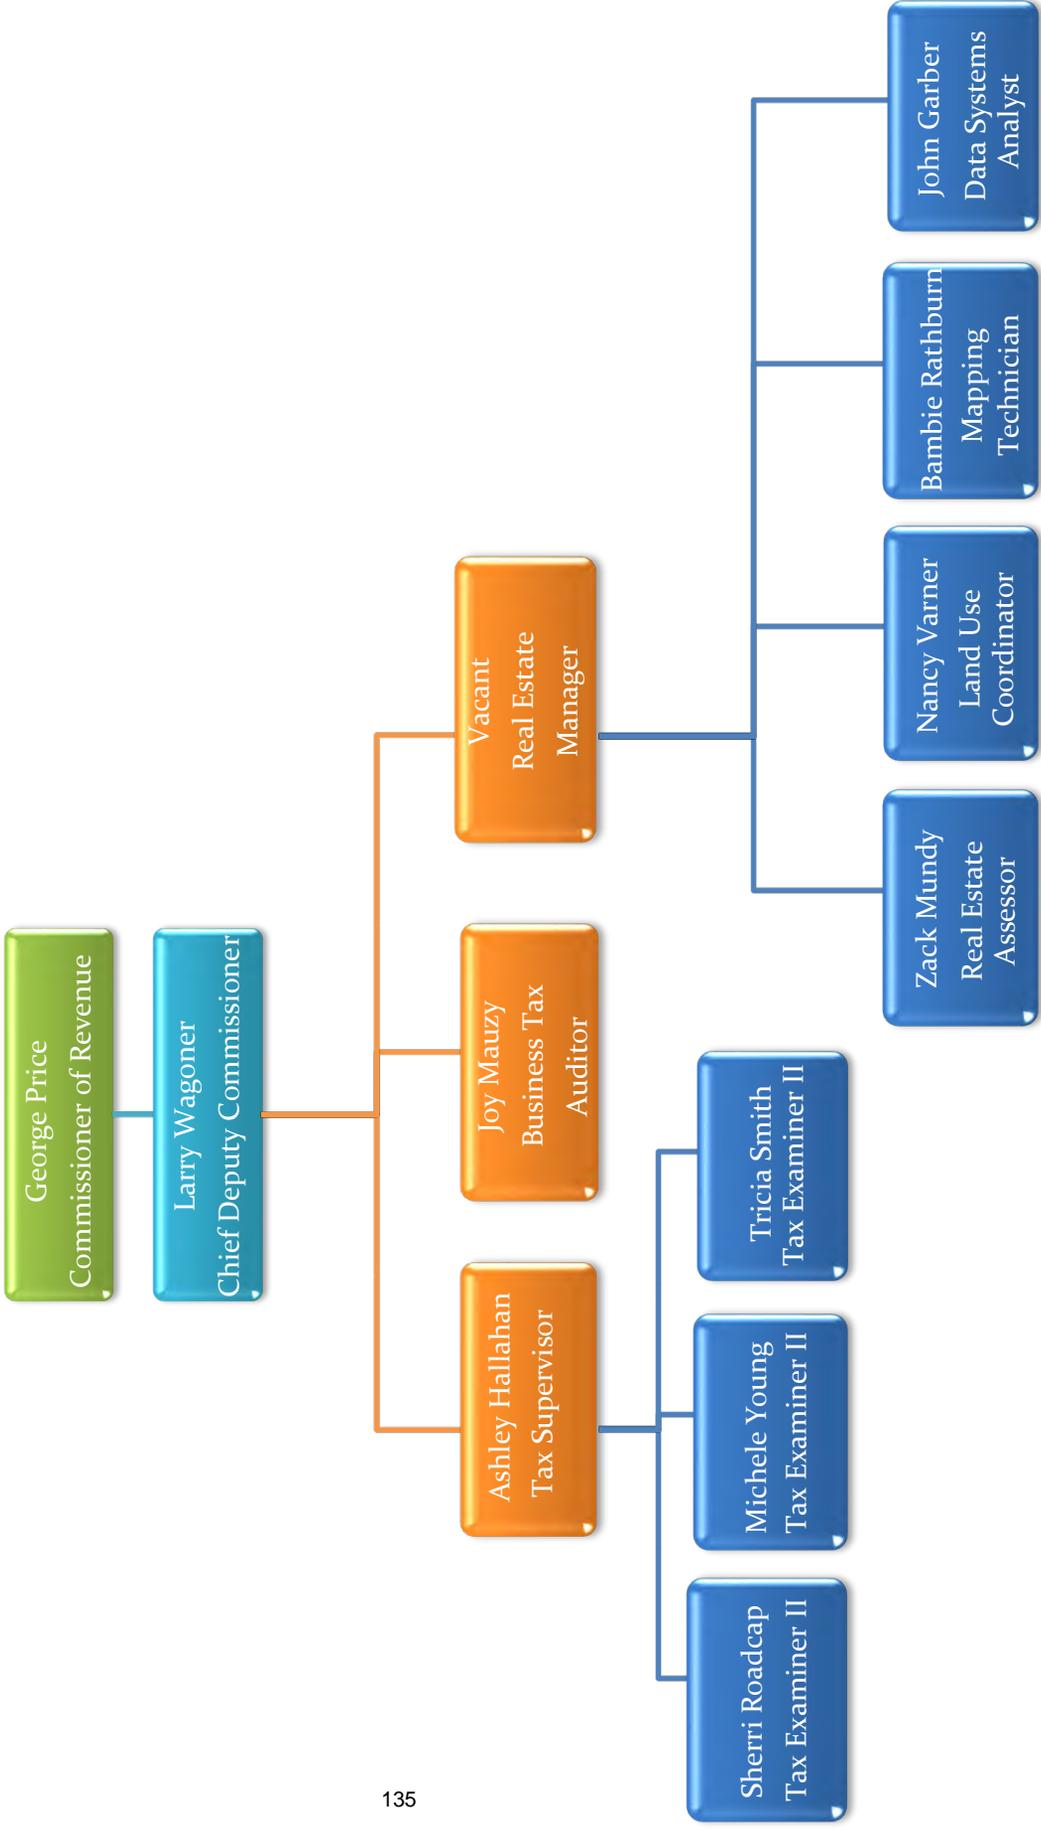 George Price
Commissioner of Revenue
Larry Wagoner
Chief Deputy Commissioner
Ashley Hallahan
Tax Supervisor
Joy Mauzy
Business Tax
Auditor
Vacant
Real Estate
Manager
Sherri Roadcap
Tax Examiner II
Michele Young
Tax Examiner II
Tricia Smith
Tax Examiner II
Zack Mundy
Real Estate
Assessor
Nancy Varner
Land Use
Coordinator
Bambie Rathburn
Mapping
Technician
John Garber
Data Systems
Analyst
135